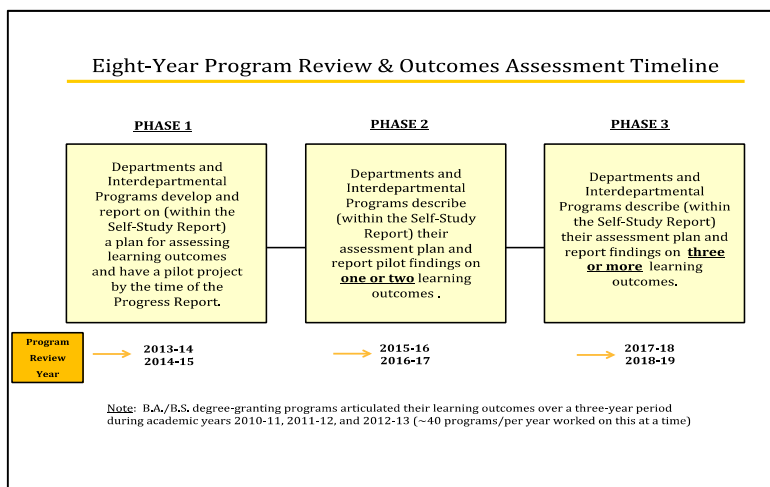 Eight-Year Program Review & Outcomes Assessment Timeline
PHASE 1
Departments and
Interdepartmental
Programs develop and
report on (within the
Self-Study Report)
a plan for assessing
learning outcomes
and have a pilot project
by the time of the
Progress Report.
PHASE 2
Departments and
Interdepartmental
Programs describe
(within the Self-Study
Report) their
assessment plan and
report pilot findings on
one or two learning
outcomes .
PHASE 3
Departments and
Interdepartmental
Programs describe (within
the Self-Study Report)
their assessment plan and
report findings on three
or more learning
outcomes.
Program
Review
Year
2013-14
2014-15
2015-16
2016-17
2017-18
2018-19
Note: B.A./B.S. degree-granting programs articulated their learning outcomes over a three-year period
during academic years 2010-11, 2011-12, and 2012-13 (~40 programs/per year worked on this at a time)